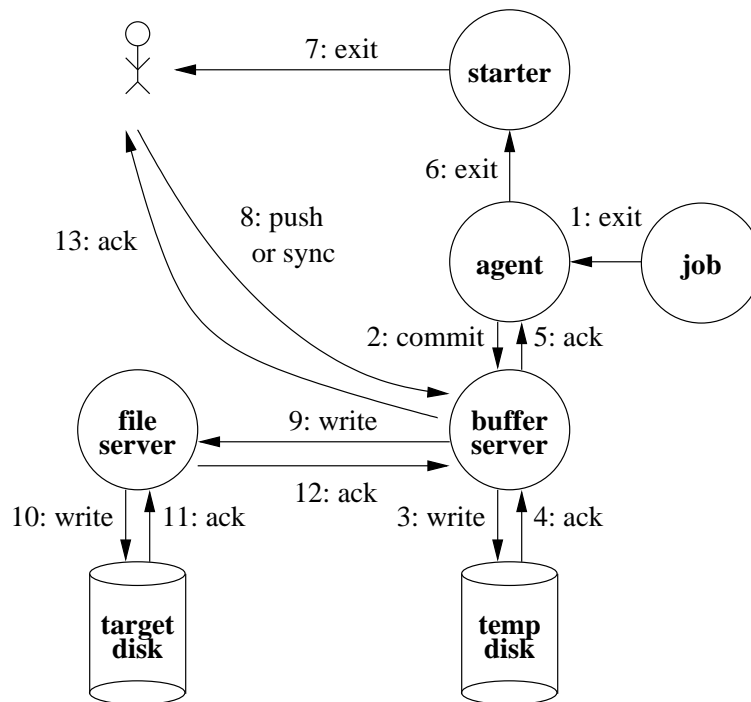 7: exit
starter
6: exit
1: exit
8: push
or sync
13: ack
agent
job
2: commit
5: ack
file
server
9: write
buffer
server
12: ack
10: write
11: ack
3: write
4: ack
target
disk
temp
disk